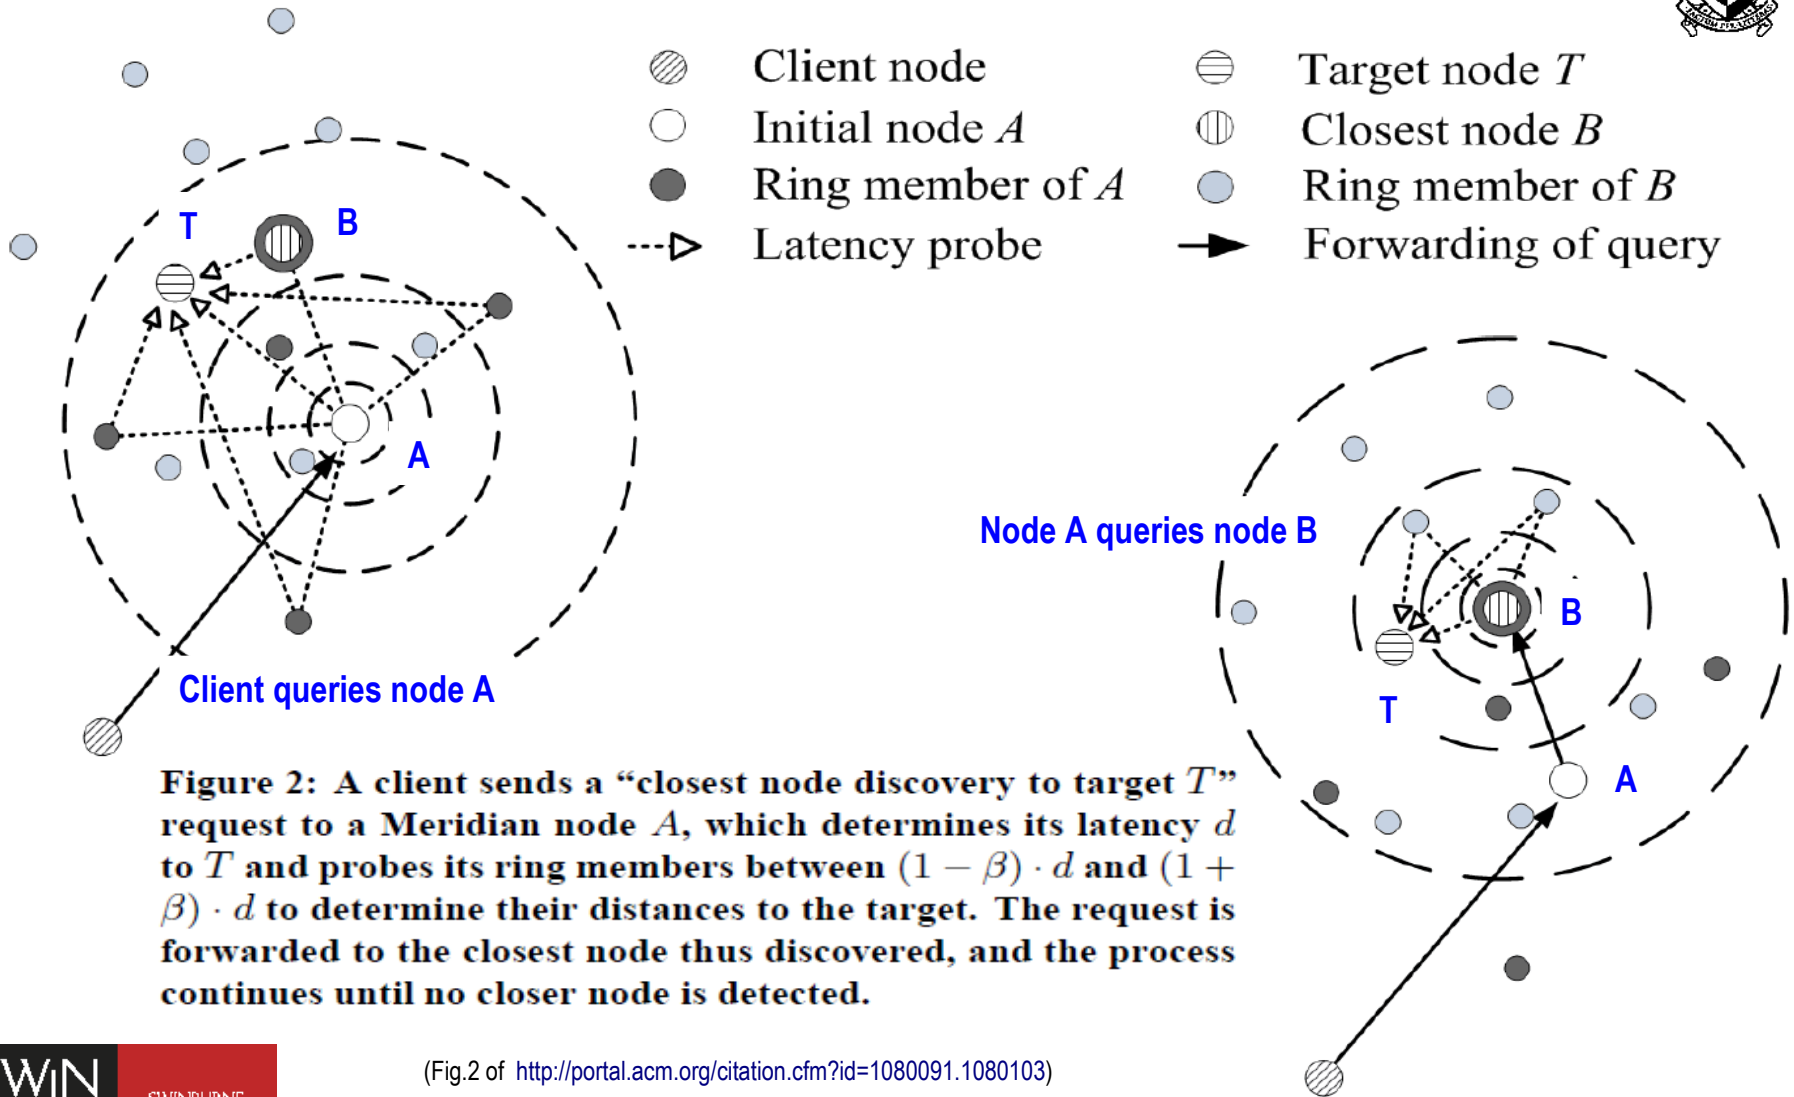 Client node
Target node T
Initial node A
Closest node B
Ring member of A
Ring member of B
Latency probe
Forwarding of query
T
B
A
Client queries node A
Node A queries node B
B
T
A
Figure 2: A client sends a “closest node discovery to target T”
request to a Meridian node A, which determines its latency d
to T and probes its ring members between (1 − β) · d and (1 +
β) · d to determine their distances to the target. The request is
forwarded to the closest node thus discovered, and the process
continues until no closer node is detected.
(Fig.2 of http://portal.acm.org/citation.cfm?id=1080091.1080103)
WiN